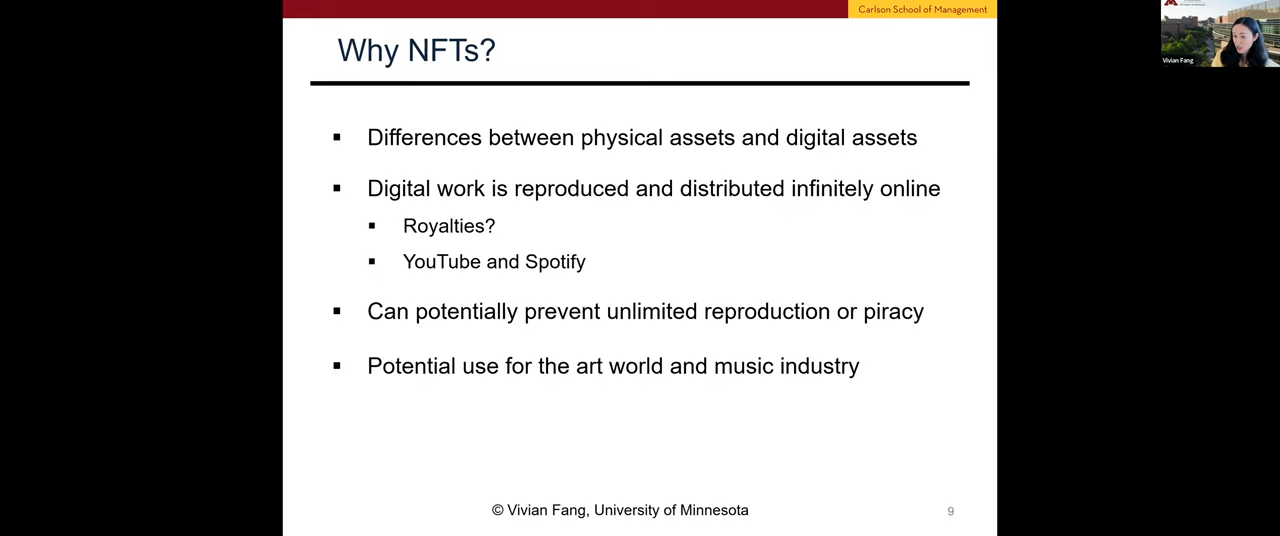 Carlson School of Management
Why NFTs?
Differences between physical assets and digital assets
Digital work is reproduced and distributed infinitely online
Royalties?
YouTube and Spotify
Can potentially prevent unlimited reproduction or piracy
Potential use for the art world and music industry
© Vivian Fang, University of Minnesota
9
Vivian Fang